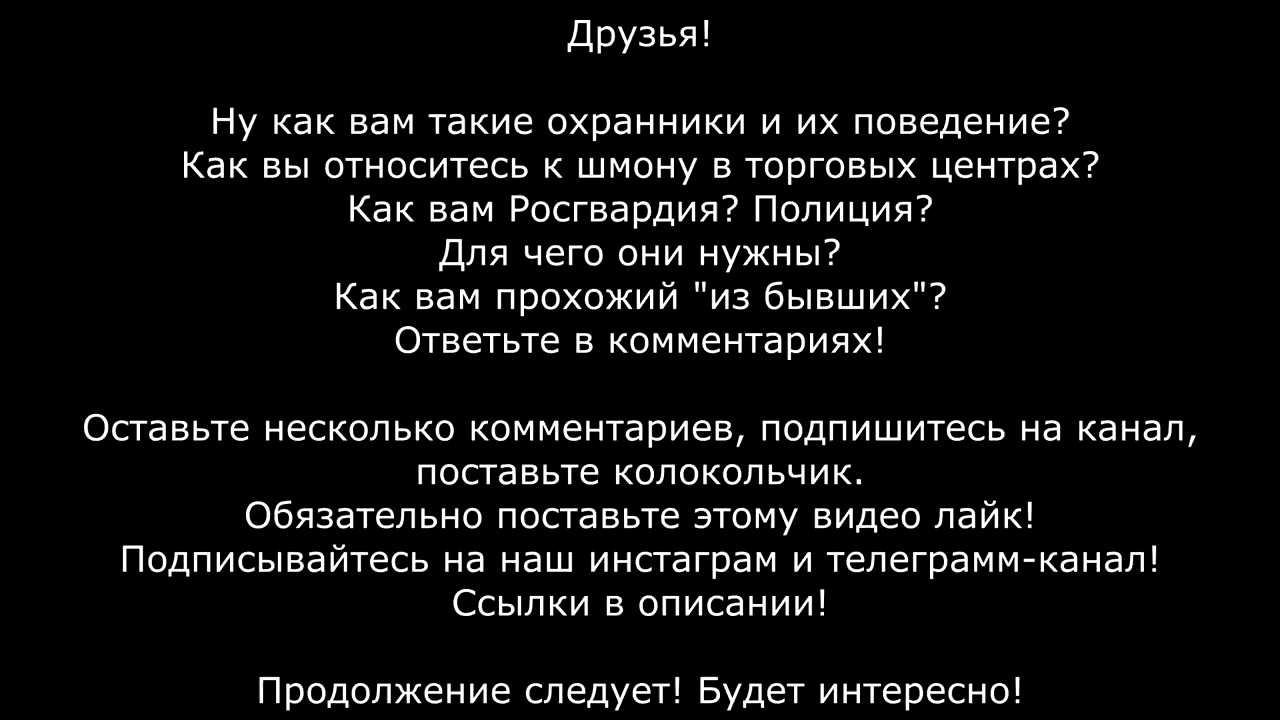 Друзья!
Ну как вам такие охранники и их поведение?
Как вы относитесь к шмону в торговых центрах?
Как вам Росгвардия? Полиция?
Для чего они нужны?
Как вам прохожий "из бывших"?
Ответьте в комментариях!
Оставьте несколько комментариев, подпишитесь на канал,
поставьте колокольчик.
Обязательно поставьте этому видео лайк!
Подписывайтесь на наш инстаграм и телеграмм-канал!
Ссылки в описании!
Продолжение следует! Будет интересно!